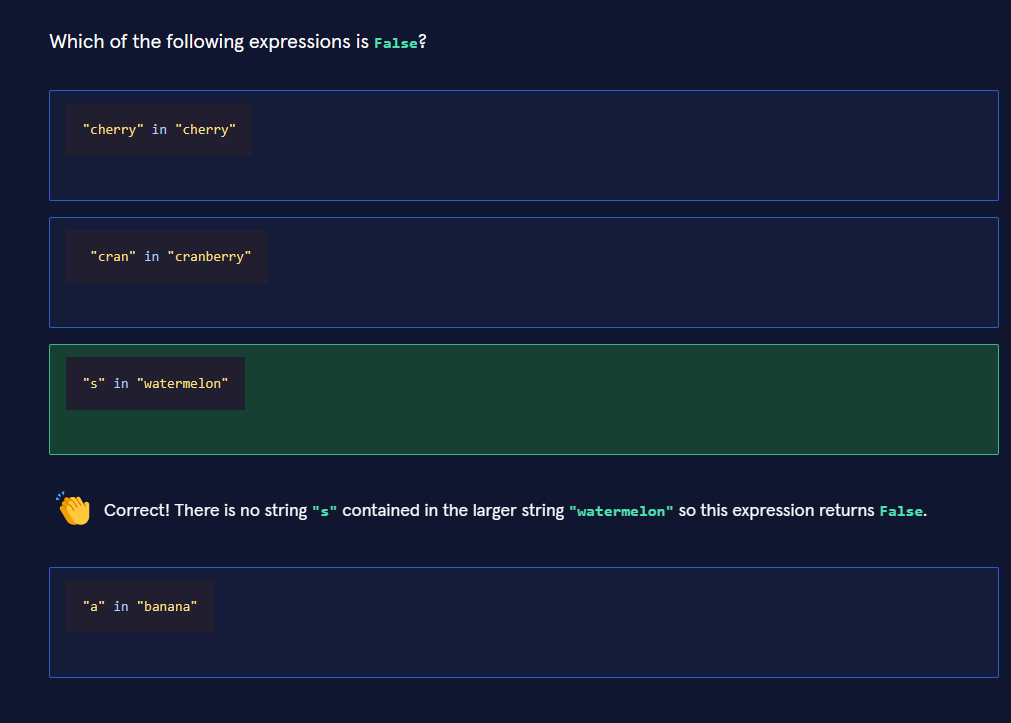 Which of the following expressions is False?
"cherry" in "cherry"
"cran" in "cranberry"
"s" in "watermelon"
Correct! There is no string "s" contained in the larger string "watermelon" so this expression returns False.
"a" in "banana"